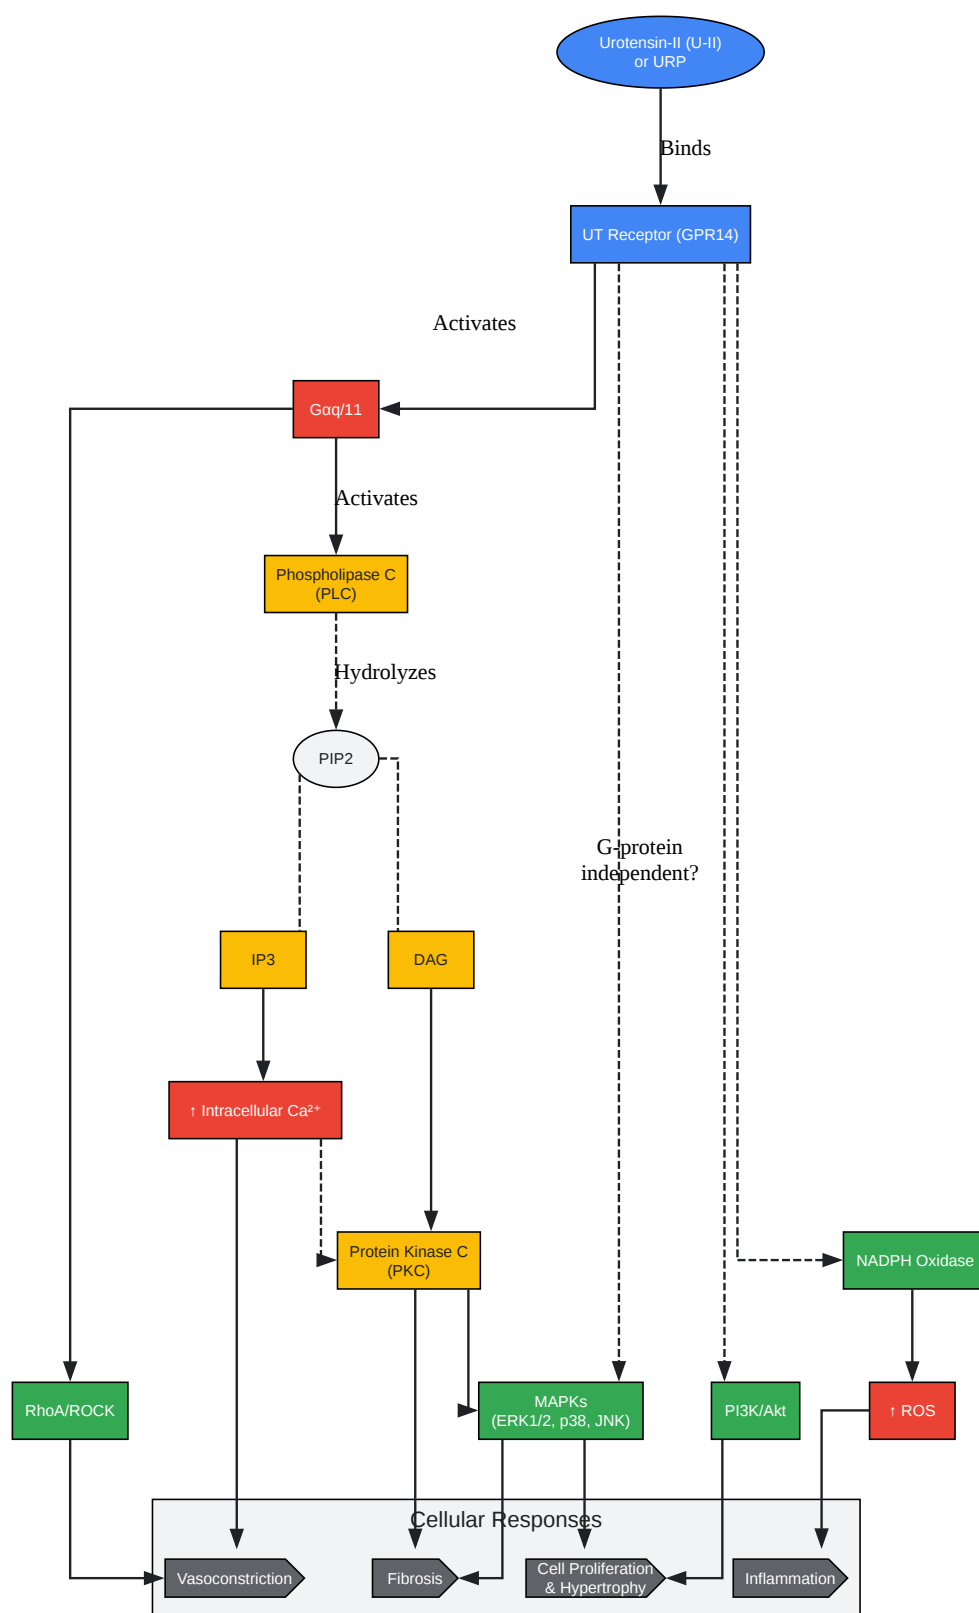 Urotensin-II (U-II)
or URP
Binds
UT Receptor (GPR14)
Activates
Gαq/11
Activates
Phospholipase C
(PLC)
Hydrolyzes
PIP2
G-protein
independent?
IP3
DAG
↑ Intracellular Ca²⁺
Protein Kinase C
(PKC)
NADPH Oxidase
RhoA/ROCK
MAPKs
(ERK1/2, p38, JNK)
PI3K/Akt
↑ ROS
Cellular Responses
Vasoconstriction
Fibrosis
Cell Proliferation
& Hypertrophy
Inflammation